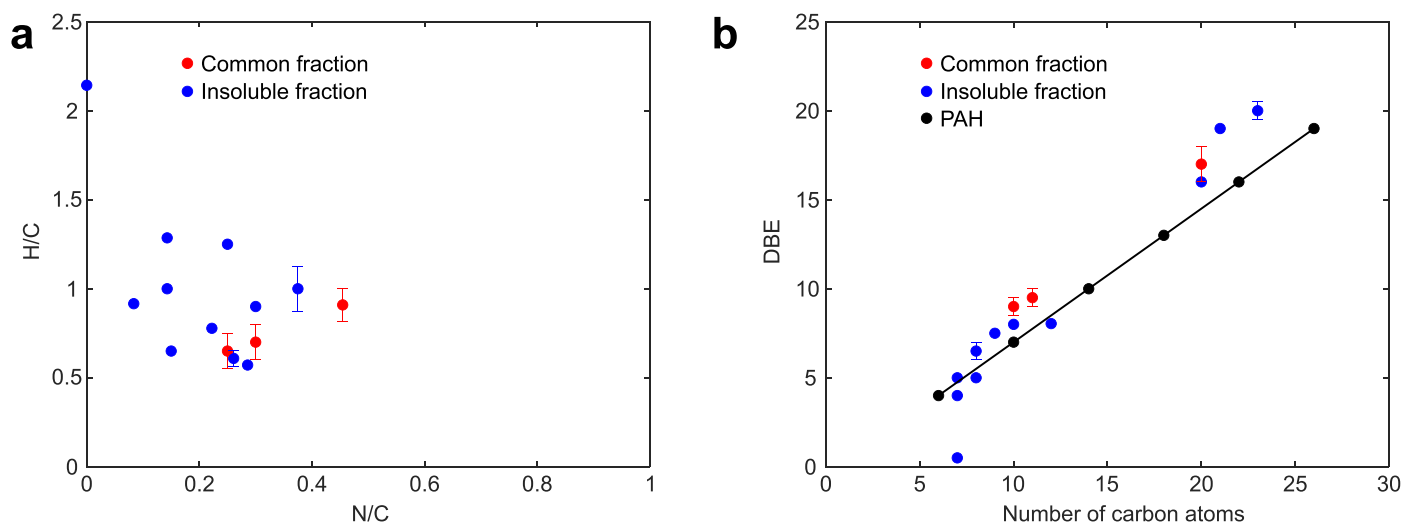 a
2.5
2
1.5
1
0.5
0
H/C
Common fraction
Insoluble fraction
0 0.2 0.4 0.6 0.8 1
N/C
b
25
20
15
10
5
0
DBE
Common fraction
Insoluble fraction
PAH
0 5 10 15 20 25 30
Number of carbon atoms